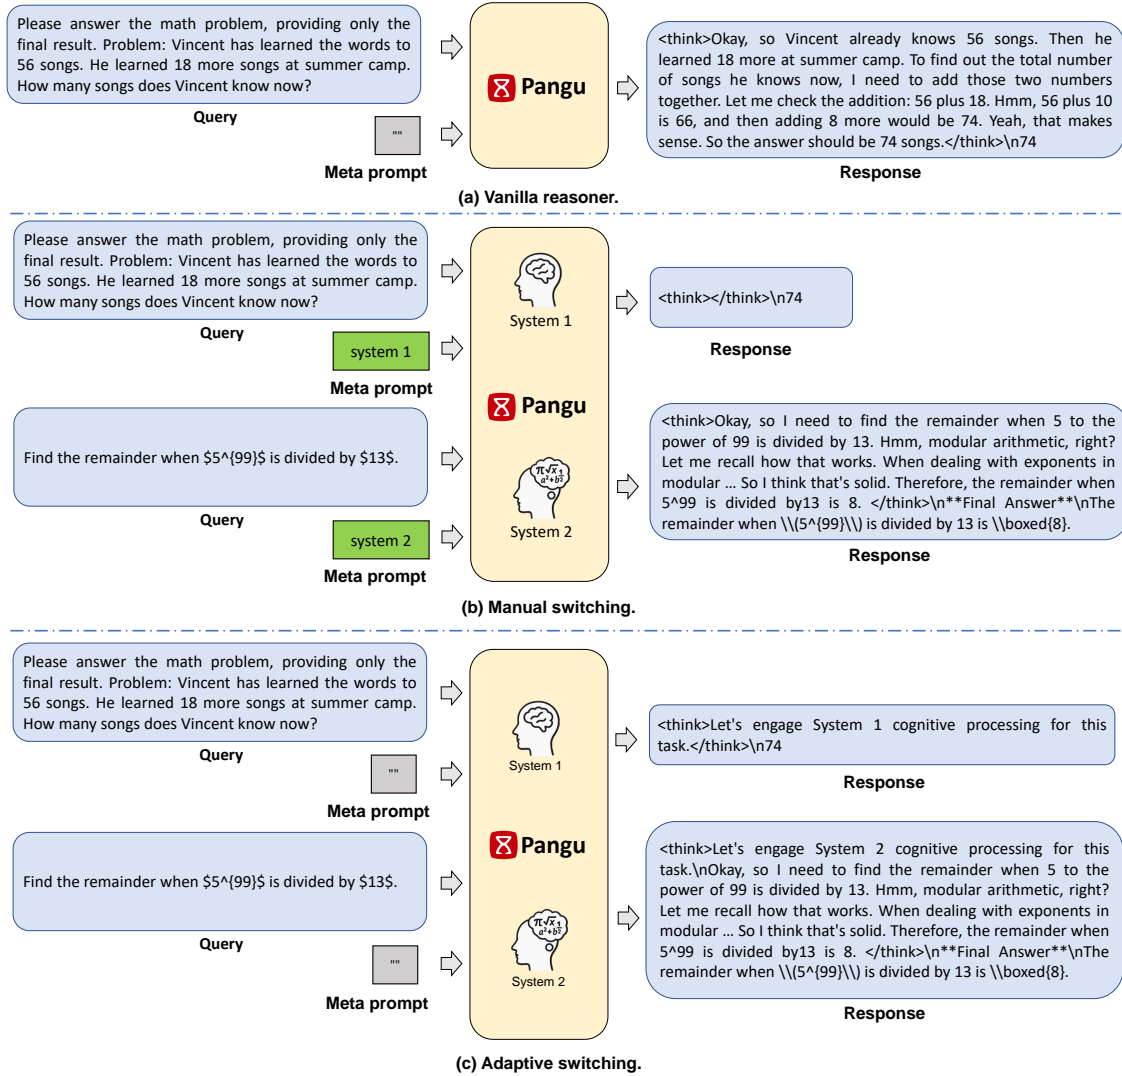 Please answer the math problem, providing only the
final result. Problem: Vincent has learned the words to
56 songs. He learned 18 more songs at summer camp.
How many songs does Vincent know now?
Query
""
Meta prompt
Pangu
<think>Okay, so Vincent already knows 56 songs. Then he
learned 18 more at summer camp. To find out the total number
of songs he knows now, I need to add those two numbers
together. Let me check the addition: 56 plus 18. Hmm, 56 plus 10
is 66, and then adding 8 more would be 74. Yeah, that makes
sense. So the answer should be 74 songs.</think>\n74
Response
(a) Vanilla reasoner.
Please answer the math problem, providing only the
final result. Problem: Vincent has learned the words to
56 songs. He learned 18 more songs at summer camp.
How many songs does Vincent know now?
Query
system 1
Meta prompt
System 1
<think></think>\n74
Response
Pangu
Find the remainder when $5^{99}$ is divided by $13$.
Query
system 2
Meta prompt
π√x 1/2
a²+b²
System 2
<think>Okay, so I need to find the remainder when 5 to the
power of 99 is divided by 13. Hmm, modular arithmetic, right?
Let me recall how that works. When dealing with exponents in
modular ... So I think that's solid. Therefore, the remainder when
5^99 is divided by13 is 8. </think>\n**Final Answer**\nThe
remainder when \\(5^{99}\\) is divided by 13 is \\boxed{8}.
Response
(b) Manual switching.
Please answer the math problem, providing only the
final result. Problem: Vincent has learned the words to
56 songs. He learned 18 more songs at summer camp.
How many songs does Vincent know now?
Query
""
Meta prompt
System 1
<think>Let's engage System 1 cognitive processing for this
task.</think>\n74
Response
Pangu
Find the remainder when $5^{99}$ is divided by $13$.
Query
""
Meta prompt
π√x 1/2
a²+b²
System 2
<think>Let's engage System 2 cognitive processing for this
task.\nOkay, so I need to find the remainder when 5 to the
power of 99 is divided by 13. Hmm, modular arithmetic, right?
Let me recall how that works. When dealing with exponents in
modular ... So I think that's solid. Therefore, the remainder when
5^99 is divided by13 is 8. </think>\n**Final Answer**\nThe
remainder when \\(5^{99}\\) is divided by 13 is \\boxed{8}.
Response
(c) Adaptive switching.